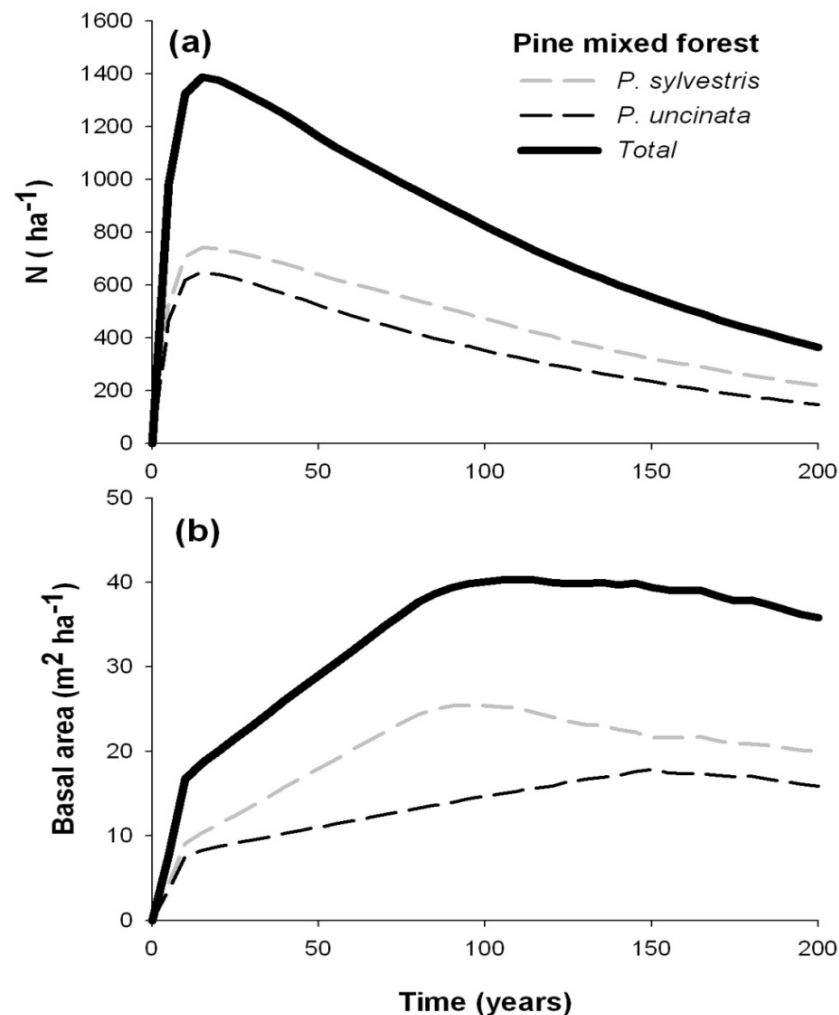 (a)
Pine mixed forest
P. sylvestris
P. uncinata
Total
N ( ha⁻¹)
1600
1400
1200
1000
800
600
400
200
0
0 50 100 150 200
(b)
Basal area (m² ha⁻¹)
50
40
30
20
10
0
0 50 100 150 200
Time (years)